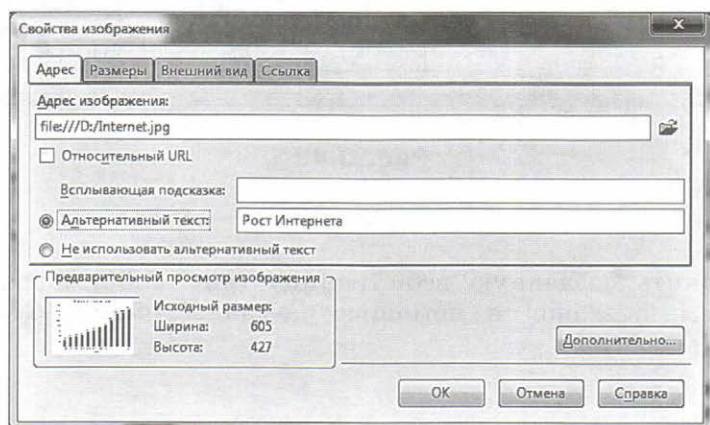 Свойства изображения
Адрес Размеры Внешний вид Ссылка
Адрес изображения:
file:///D:/Internet.jpg
Относительный URL
Всплывающая подсказка:
Альтернативный текст: Рост Интернета
Не использовать альтернативный текст
Предварительный просмотр изображения
Исходный размер:
Ширина: 605
Высота: 427
Дополнительно...
OK Отмена Справка